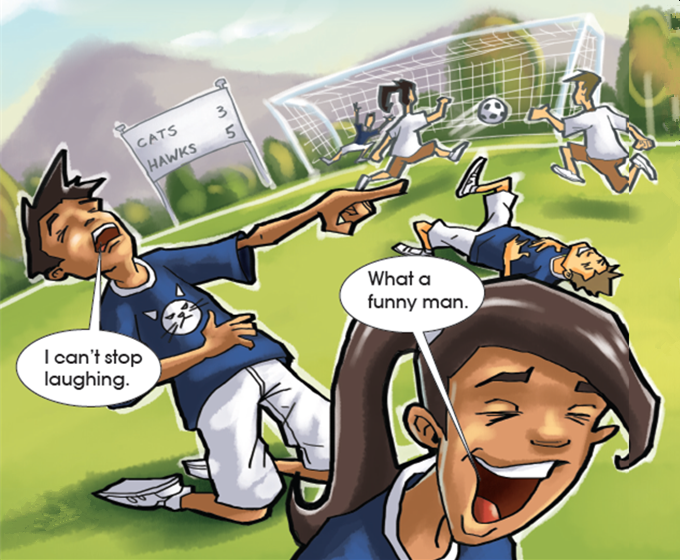 CATS 3
HAWKS 5
I can't stop
laughing.
What a
funny man.